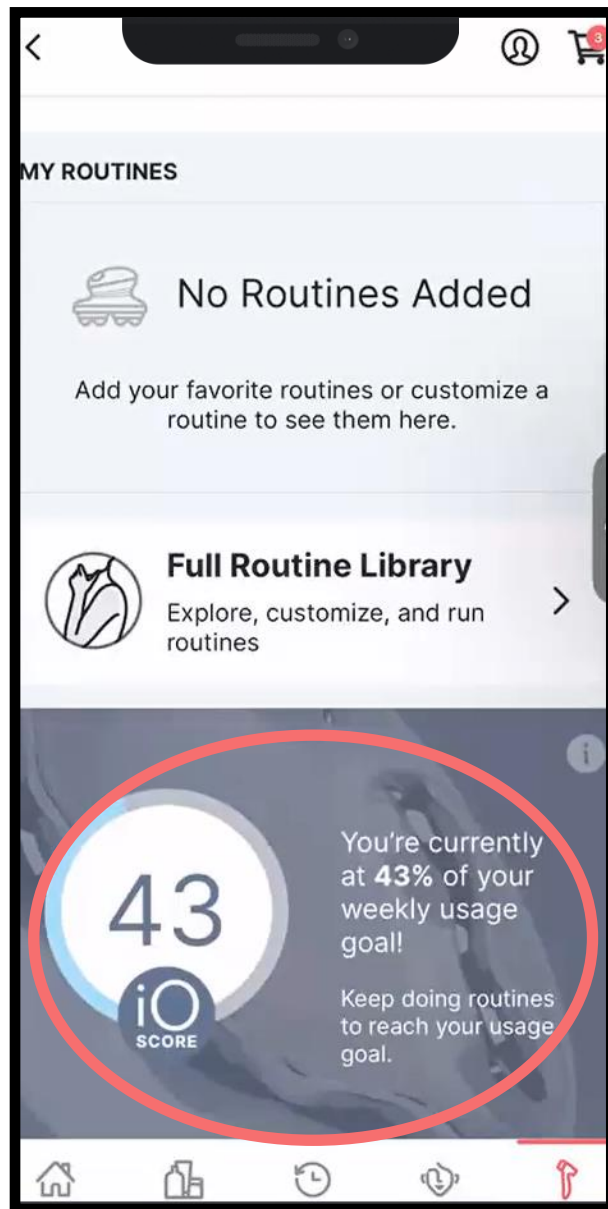 3
MY ROUTINES
No Routines Added
Add your favorite routines or customize a
routine to see them here.
Full Routine Library
Explore, customize, and run
routines
i
You're currently
at 43% of your
weekly usage
goal!
43
iO
SCORE
Keep doing routines
to reach your usage
goal.